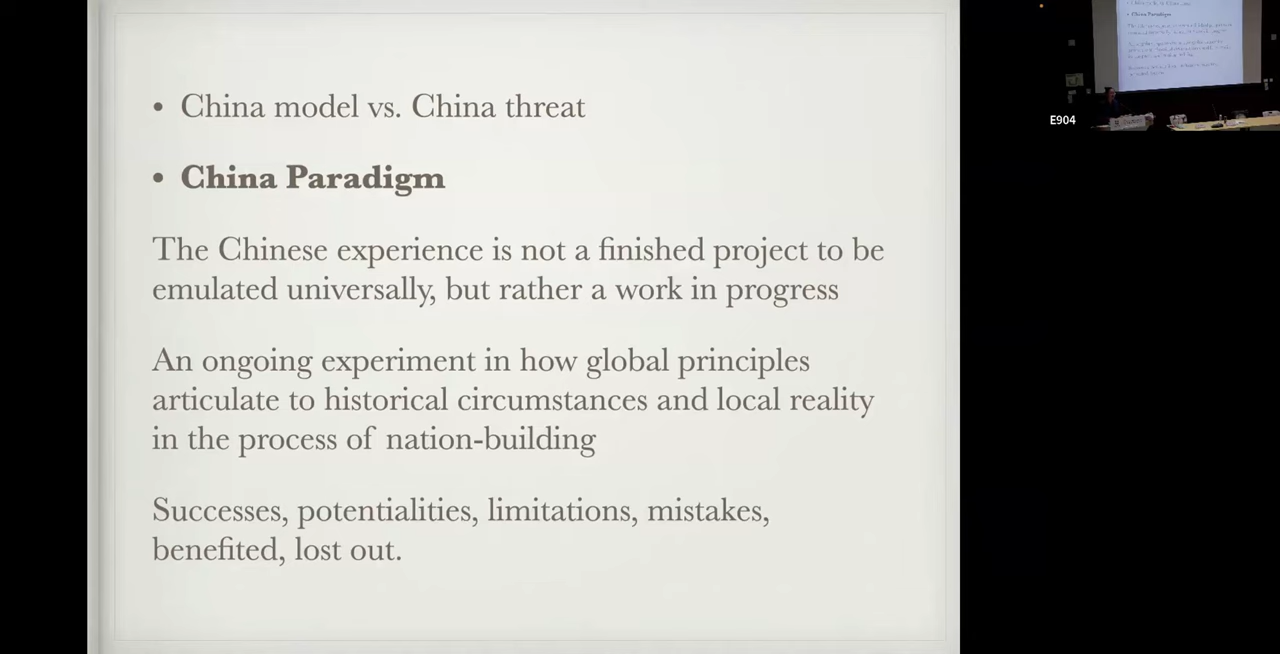 • China model vs. China threat
• China Paradigm
The Chinese experience is not a finished project to be
emulated universally, but rather a work in progress
An ongoing experiment in how global principles
articulate to historical circumstances and local reality
in the process of nation-building
Successes, potentialities, limitations, mistakes,
benefited, lost out.
E904
China Paradigm